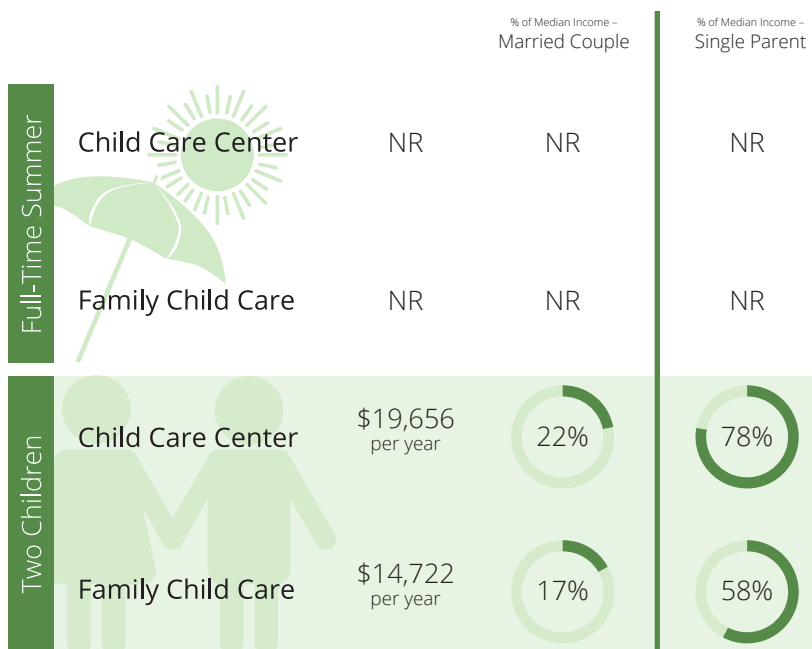 % of Median Income –
Married Couple
% of Median Income –
Single Parent
Full-Time Summer
Child Care Center
NR
NR
NR
Family Child Care
NR
NR
NR
Two Children
Child Care Center
$19,656
per year
22%
78%
Family Child Care
$14,722
per year
17%
58%